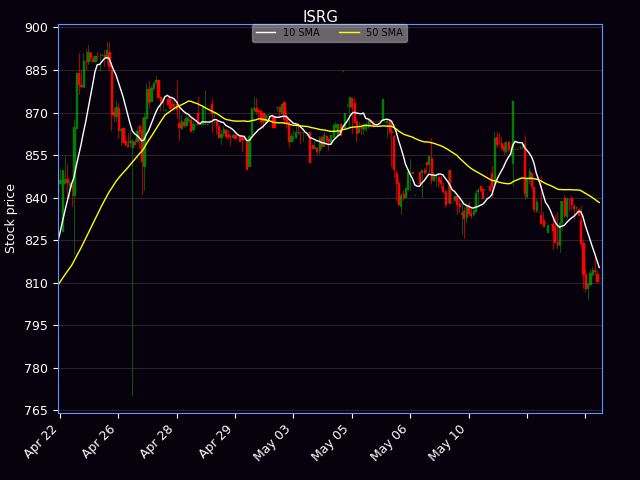 ISRG
10 SMA 50 SMA
Stock price
900
885
870
855
840
825
810
795
780
765
Apr 22
Apr 26
Apr 28
Apr 29
May 03
May 05
May 06
May 10